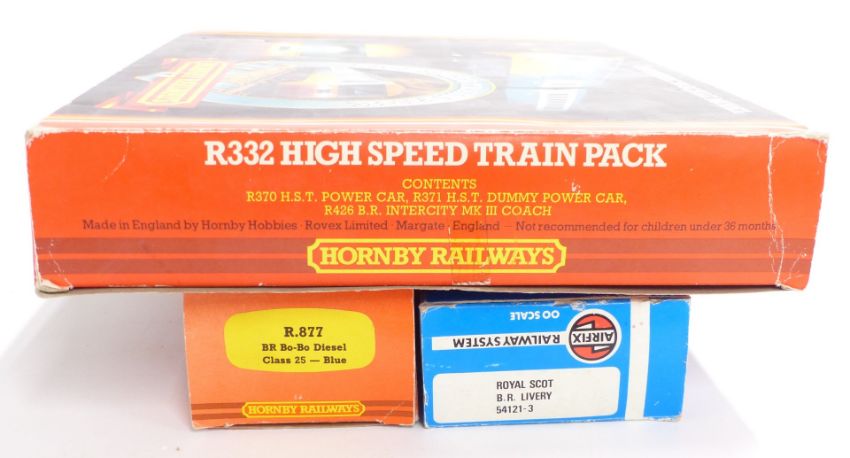 HORNBY RAILWAYS
R332 HIGH SPEED TRAIN PACK
CONTENTS
R370 H.S.T. POWER CAR, R371 H.S.T. DUMMY POWER CAR,
R426 B.R. INTERCITY MK III COACH
Made in England by Hornby Hobbies · Rovex Limited · Margate · England — Not recommended for children under 36 months
HORNBY RAILWAYS
R.877
BR Bo-Bo Diesel
Class 25 — Blue
HORNBY RAILWAYS
OO SCALE
AIRFIX
RAILWAY SYSTEM
ROYAL SCOT
B.R. LIVERY
54121-3